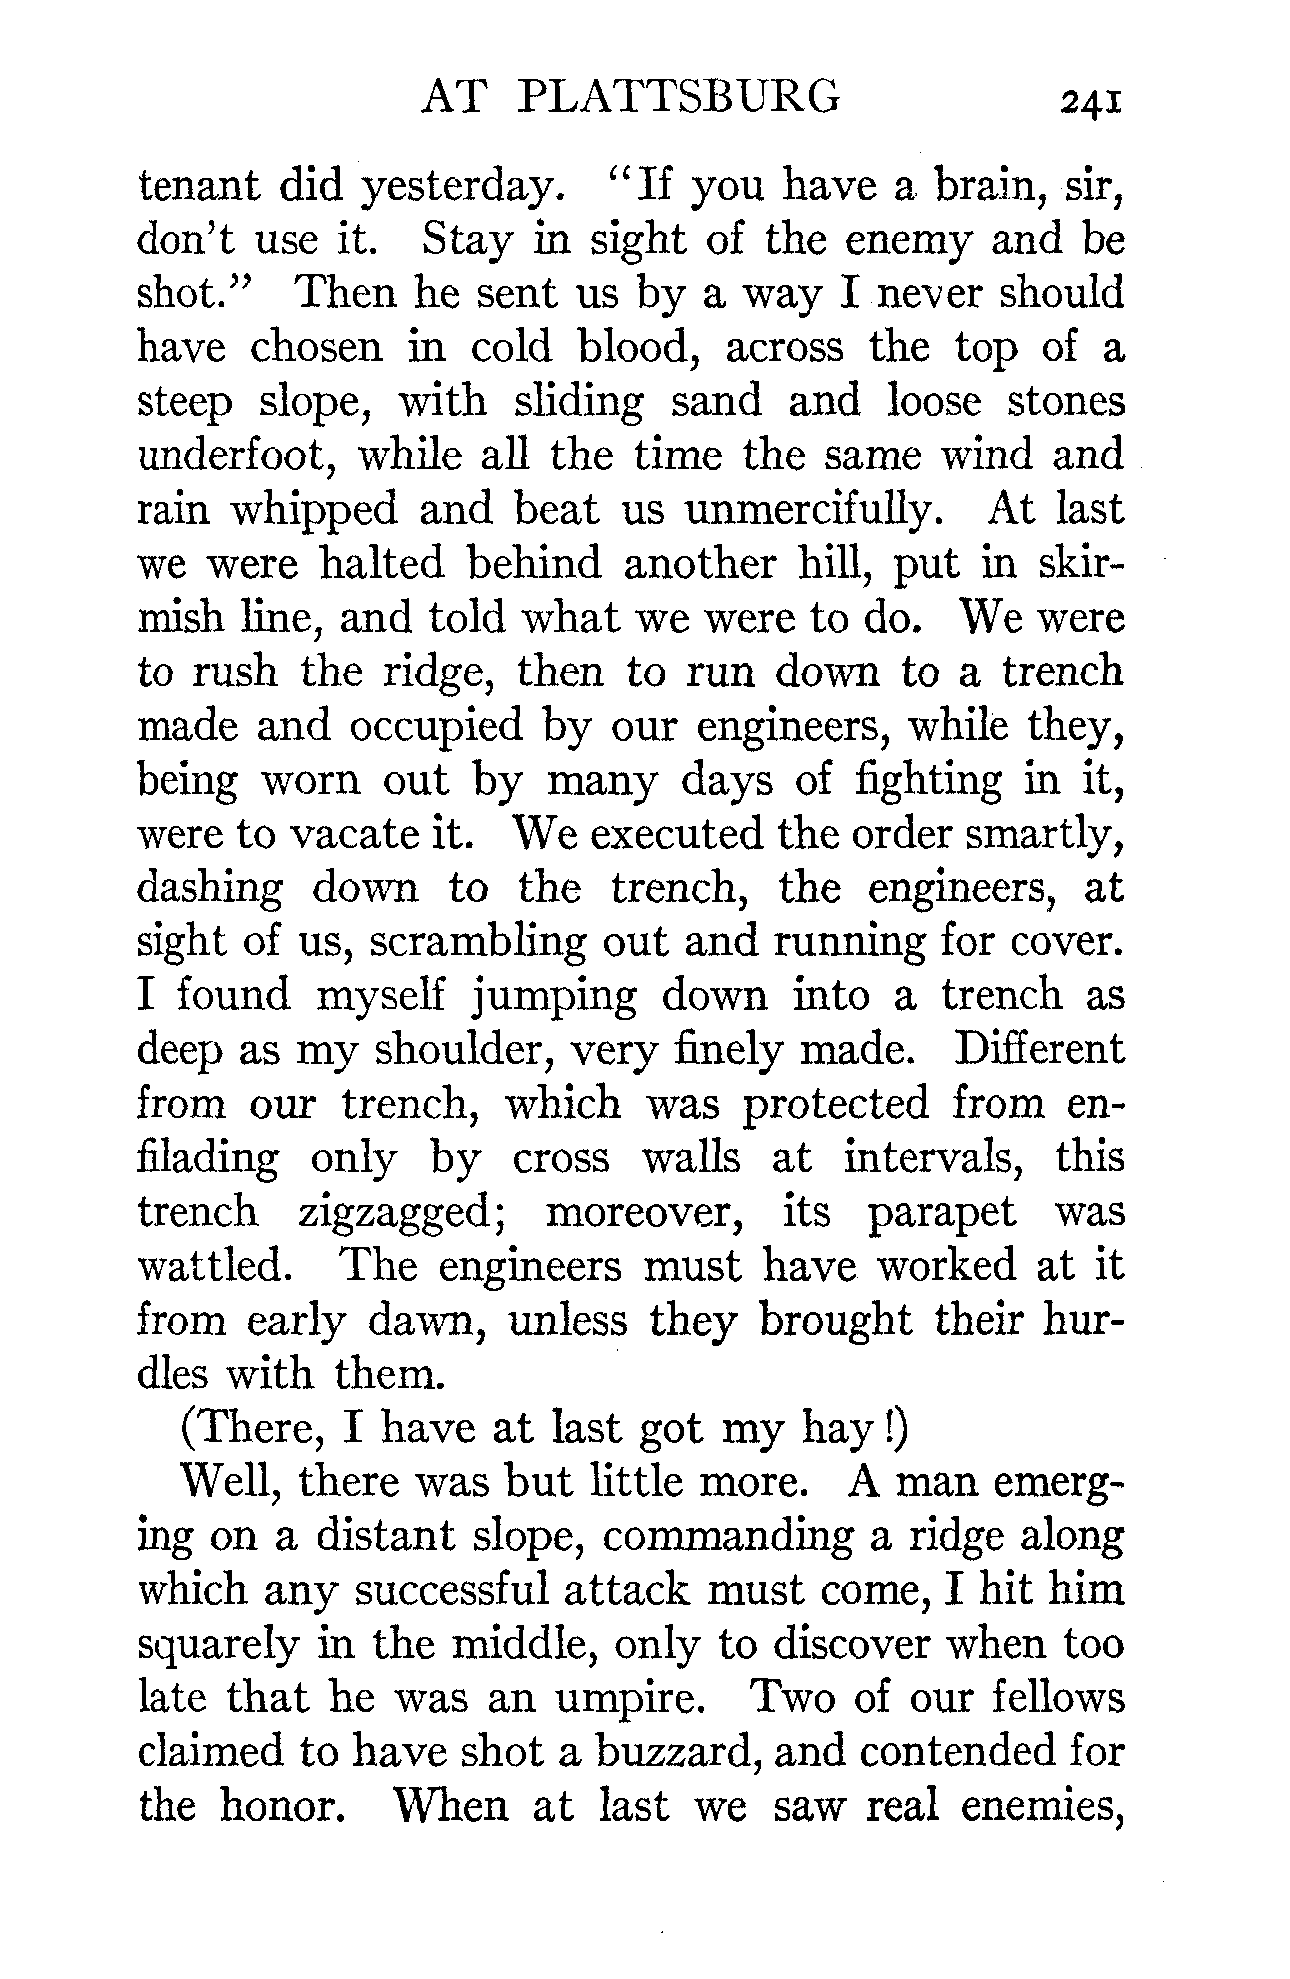 AT PLATTSBURG 241
tenant did yesterday. "If you have a brain, sir,
don't use it. Stay in sight of the enemy and be
shot." Then he sent us by a way I never should
have chosen in cold blood, across the top of a
steep slope, with sliding sand and loose stones
underfoot, while all the time the same wind and
rain whipped and beat us unmercifully. At last
we were halted behind another hill, put in skir-
mish line, and told what we were to do. We were
to rush the ridge, then to run down to a trench
made and occupied by our engineers, while they,
being worn out by many days of fighting in it,
were to vacate it. We executed the order smartly,
dashing down to the trench, the engineers, at
sight of us, scrambling out and running for cover.
I found myself jumping down into a trench as
deep as my shoulder, very finely made. Different
from our trench, which was protected from en-
filading only by cross walls at intervals, this
trench zigzagged; moreover, its parapet was
wattled. The engineers must have worked at it
from early dawn, unless they brought their hur-
dles with them.
(There, I have at last got my hay!)
Well, there was but little more. A man emerg-
ing on a distant slope, commanding a ridge along
which any successful attack must come, I hit him
squarely in the middle, only to discover when too
late that he was an umpire. Two of our fellows
claimed to have shot a buzzard, and contended for
the honor. When at last we saw real enemies,